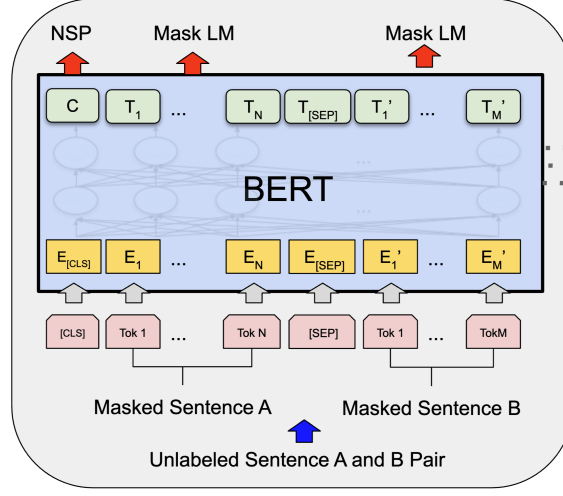 NSP Mask LM Mask LM
C T1 ... TN T[SEP] T1' ... TM'
...
BERT
...
E[CLS] E1 ... EN E[SEP] E1' ... EM'
[CLS] Tok 1 ... Tok N [SEP] Tok 1 ... TokM
Masked Sentence A Masked Sentence B
Unlabeled Sentence A and B Pair